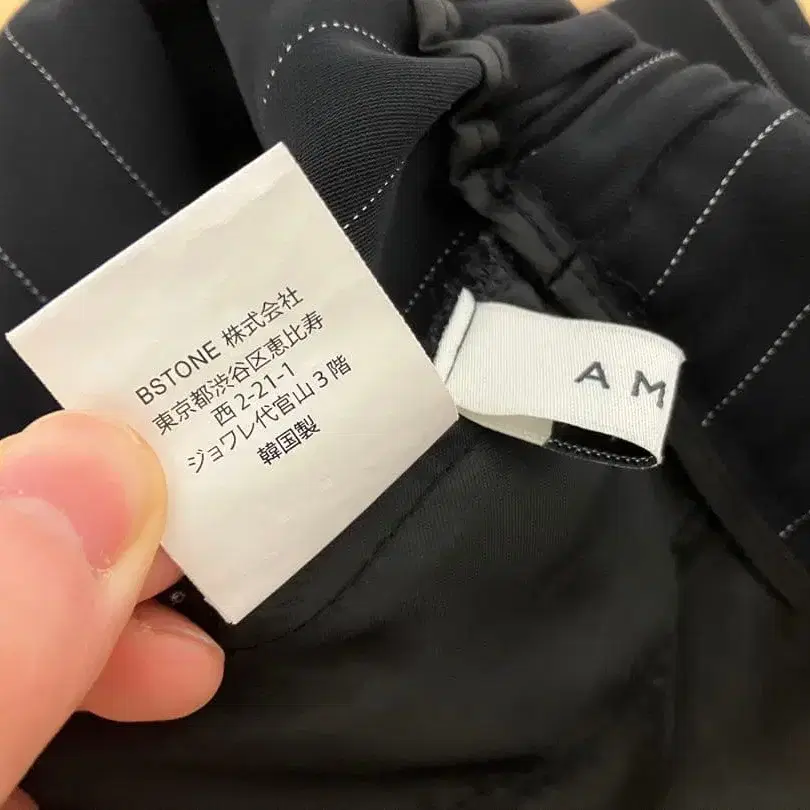 BSTONE 株式会社
東京都渋谷区恵比寿
西 2-21-1
ジョワレ代官山 3 階
韓国製
A M